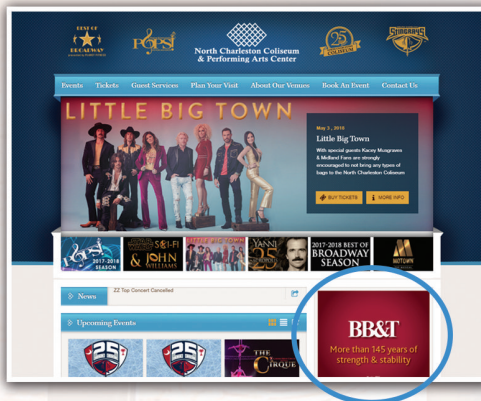 BEST OF
BROADWAY
POPS!
North Charleston Coliseum
& Performing Arts Center
25
COLISEUM
STINGRAYS
Events Tickets Guest Services Plan Your Visit About Our Venues Book An Event Contact Us
LITTLE BIG TOWN
May 3, 2018
Little Big Town
With special guests Kacey Musgraves
& Midland Fans are strongly
encouraged to not bring any types of
bags to the North Charleston Coliseum
BUY TICKETS
MORE INFO
POPS!
2017-2018
SEASON
STAR WARS SCI-FI
& JOHN
WILLIAMS
LITTLE BIG TOWN
YANNI
25
2017-2018 BEST OF
BROADWAY
SEASON
MOTOWN
News
ZZ Top Concert Cancelled
Upcoming Events
25
25
THE
CIRQUE
BB&T
More than 145 years of
strength & stability